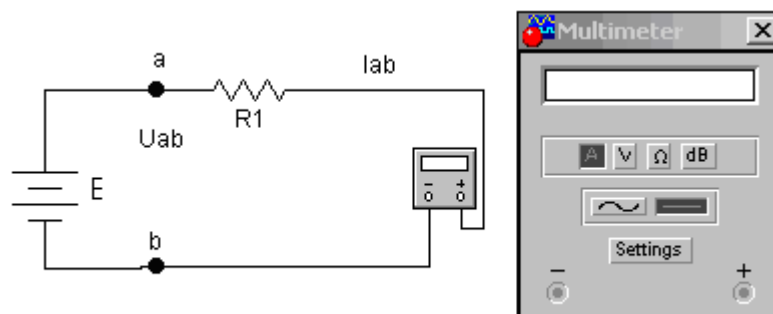 a
Iab
R1
Uab
E
b
- +
Multimeter
A V Ω dB
Settings
- +